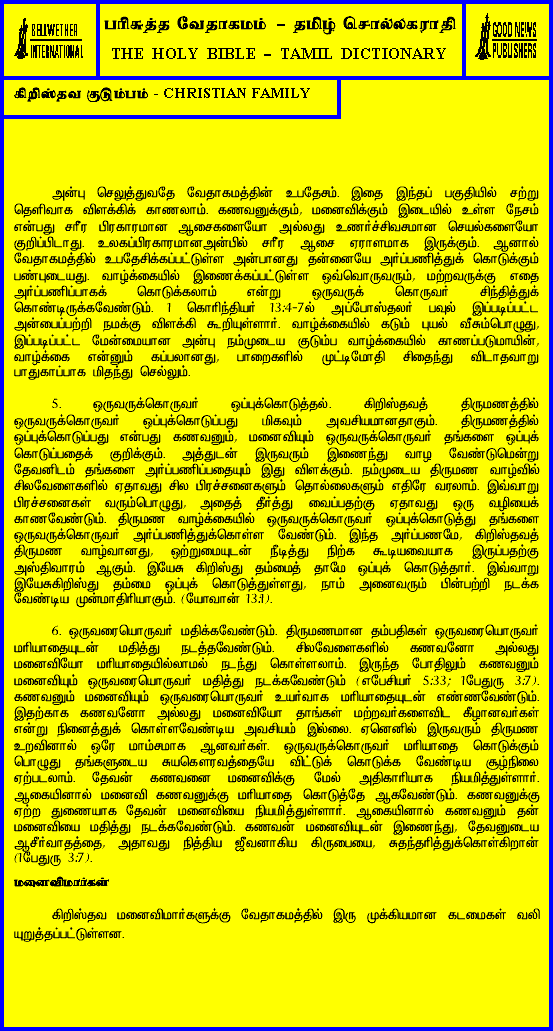 BELLWETHER
INTERNATIONAL
பரிசுத்த வேதாகமம் – தமிழ் சொல்லகராதி
THE HOLY BIBLE – TAMIL DICTIONARY
GOOD NEWS
PUBLISHERS
கிறிஸ்தவ குடும்பம் - CHRISTIAN FAMILY
அன்பு செலுத்துவதே வேதாகமத்தின் உபதேசம். இதை இந்தப் பகுதியில் சற்று
தெளிவாக விளக்கிக் காணலாம். கணவனுக்கும், மனைவிக்கும் இடையில் உள்ள நேசம்
என்பது சரீர பிரகாரமான ஆசைகளையோ அல்லது உணர்ச்சிவசமான செயல்களையோ
குறிப்பிடாது. உலகப்பிரகாரமானஅன்பில் சரீர ஆசை ஏராளமாக இருக்கும். ஆனால்
வேதாகமத்தில் உபதேசிக்கப்பட்டுள்ள அன்பானது தன்னையே அர்ப்பணித்துக் கொடுக்கும்
பண்புடையது. வாழ்க்கையில் இணைக்கப்பட்டுள்ள ஒவ்வொருவரும், மற்றவருக்கு எதை
அர்ப்பணிப்பாகக் கொடுக்கலாம் என்று ஒருவருக் கொருவர் சிந்தித்துக்
கொண்டிருக்கவேண்டும். 1 கொரிந்தியர் 13:4-7ல் அப்போஸ்தலர் பவுல் இப்படிப்பட்ட
அன்பைப்பற்றி நமக்கு விளக்கி கூறியுள்ளார். வாழ்க்கையில் கடும் புயல் வீசும்பொழுது,
இப்படிப்பட்ட மேன்மையான அன்பு நம்முடைய குடும்ப வாழ்க்கையில் காணப்படுமாயின்,
வாழ்க்கை என்னும் கப்பலானது, பாறைகளில் முட்டிமோதி சிதைந்து விடாதவாறு
பாதுகாப்பாக மிதந்து செல்லும்.
5. ஒருவருக்கொருவர் ஒப்புக்கொடுத்தல். கிறிஸ்தவத் திருமணத்தில்
ஒருவருக்கொருவர் ஒப்புக்கொடுப்பது மிகவும் அவசியமானதாகும். திருமணத்தில்
ஒப்புக்கொடுப்பது என்பது கணவனும், மனைவியும் ஒருவருக்கொருவர் தங்களை ஒப்புக்
கொடுப்பதைக் குறிக்கும். அத்துடன் இருவரும் இணைந்து வாழ வேண்டுமென்று
தேவனிடம் தங்களை அர்ப்பணிப்பதையும் இது விளக்கும். நம்முடைய திருமண வாழ்வில்
சிலவேளைகளில் ஏதாவது சில பிரச்சனைகளும் தொல்லைகளும் எதிரே வரலாம். இவ்வாறு
பிரச்சனைகள் வரும்பொழுது, அதைத் தீர்த்து வைப்பதற்கு ஏதாவது ஒரு வழியைக்
காணவேண்டும். திருமண வாழ்க்கையில் ஒருவருக்கொருவர் ஒப்புக்கொடுத்து தங்களை
ஒருவருக்கொருவர் அர்ப்பணித்துக்கொள்ள வேண்டும். இந்த அர்ப்பணமே, கிறிஸ்தவத்
திருமண வாழ்வானது, ஒற்றுமையுடன் நீடித்து நிற்க கூடியவையாக இருப்பதற்கு
அஸ்திவாரம் ஆகும். இயேசு கிறிஸ்து தம்மைத் தாமே ஒப்புக் கொடுத்தார். இவ்வாறு
இயேசுகிறிஸ்து தம்மை ஒப்புக் கொடுத்துள்ளது, நாம் அனைவரும் பின்பற்றி நடக்க
வேண்டிய முன்மாதிரியாகும். (யோவான் 13:1).
6. ஒருவரையொருவர் மதிக்கவேண்டும். திருமணமான தம்பதிகள் ஒருவரையொருவர்
மரியாதையுடன் மதித்து நடத்தவேண்டும். சிலவேளைகளில் கணவனோ அல்லது
மனைவியோ மரியாதையில்லாமல் நடந்து கொள்ளலாம். இருந்த போதிலும் கணவனும்
மனைவியும் ஒருவரையொருவர் மதித்து நடக்கவேண்டும் (எபேசியர் 5:33; 1பேதுரு 3:7).
கணவனும் மனைவியும் ஒருவரையொருவர் உயர்வாக மரியாதையுடன் எண்ணவேண்டும்.
இதற்காக கணவனோ அல்லது மனைவியோ தாங்கள் மற்றவர்களைவிட கீழானவர்கள்
என்று நினைத்துக் கொள்ளவேண்டிய அவசியம் இல்லை. ஏனெனில் இருவரும் திருமண
உறவினால் ஒரே மாம்சமாக ஆனவர்கள். ஒருவருக்கொருவர் மரியாதை கொடுக்கும்
பொழுது தங்களுடைய சுயகௌரவத்தையே விட்டுக் கொடுக்க வேண்டிய சூழ்நிலை
ஏற்படலாம். தேவன் கணவனை மனைவிக்கு மேல் அதிகாரியாக நியமித்துள்ளார்.
ஆகையினால் மனைவி கணவனுக்கு மரியாதை கொடுத்தே ஆகவேண்டும். கணவனுக்கு
ஏற்ற துணையாக தேவன் மனைவியை நியமித்துள்ளார். ஆகையினால் கணவனும் தன்
மனைவியை மதித்து நடக்கவேண்டும். கணவன் மனைவியுடன் இணைந்து, தேவனுடைய
ஆசீர்வாதத்தை, அதாவது நித்திய ஜீவனாகிய கிருபையை, சுதந்தரித்துக்கொள்கிறான்
(1பேதுரு 3:7).
மனைவிமார்கள்
கிறிஸ்தவ மனைவிமார்களுக்கு வேதாகமத்தில் இரு முக்கியமான கடமைகள் வலி
யுறுத்தப்பட்டுள்ளன.